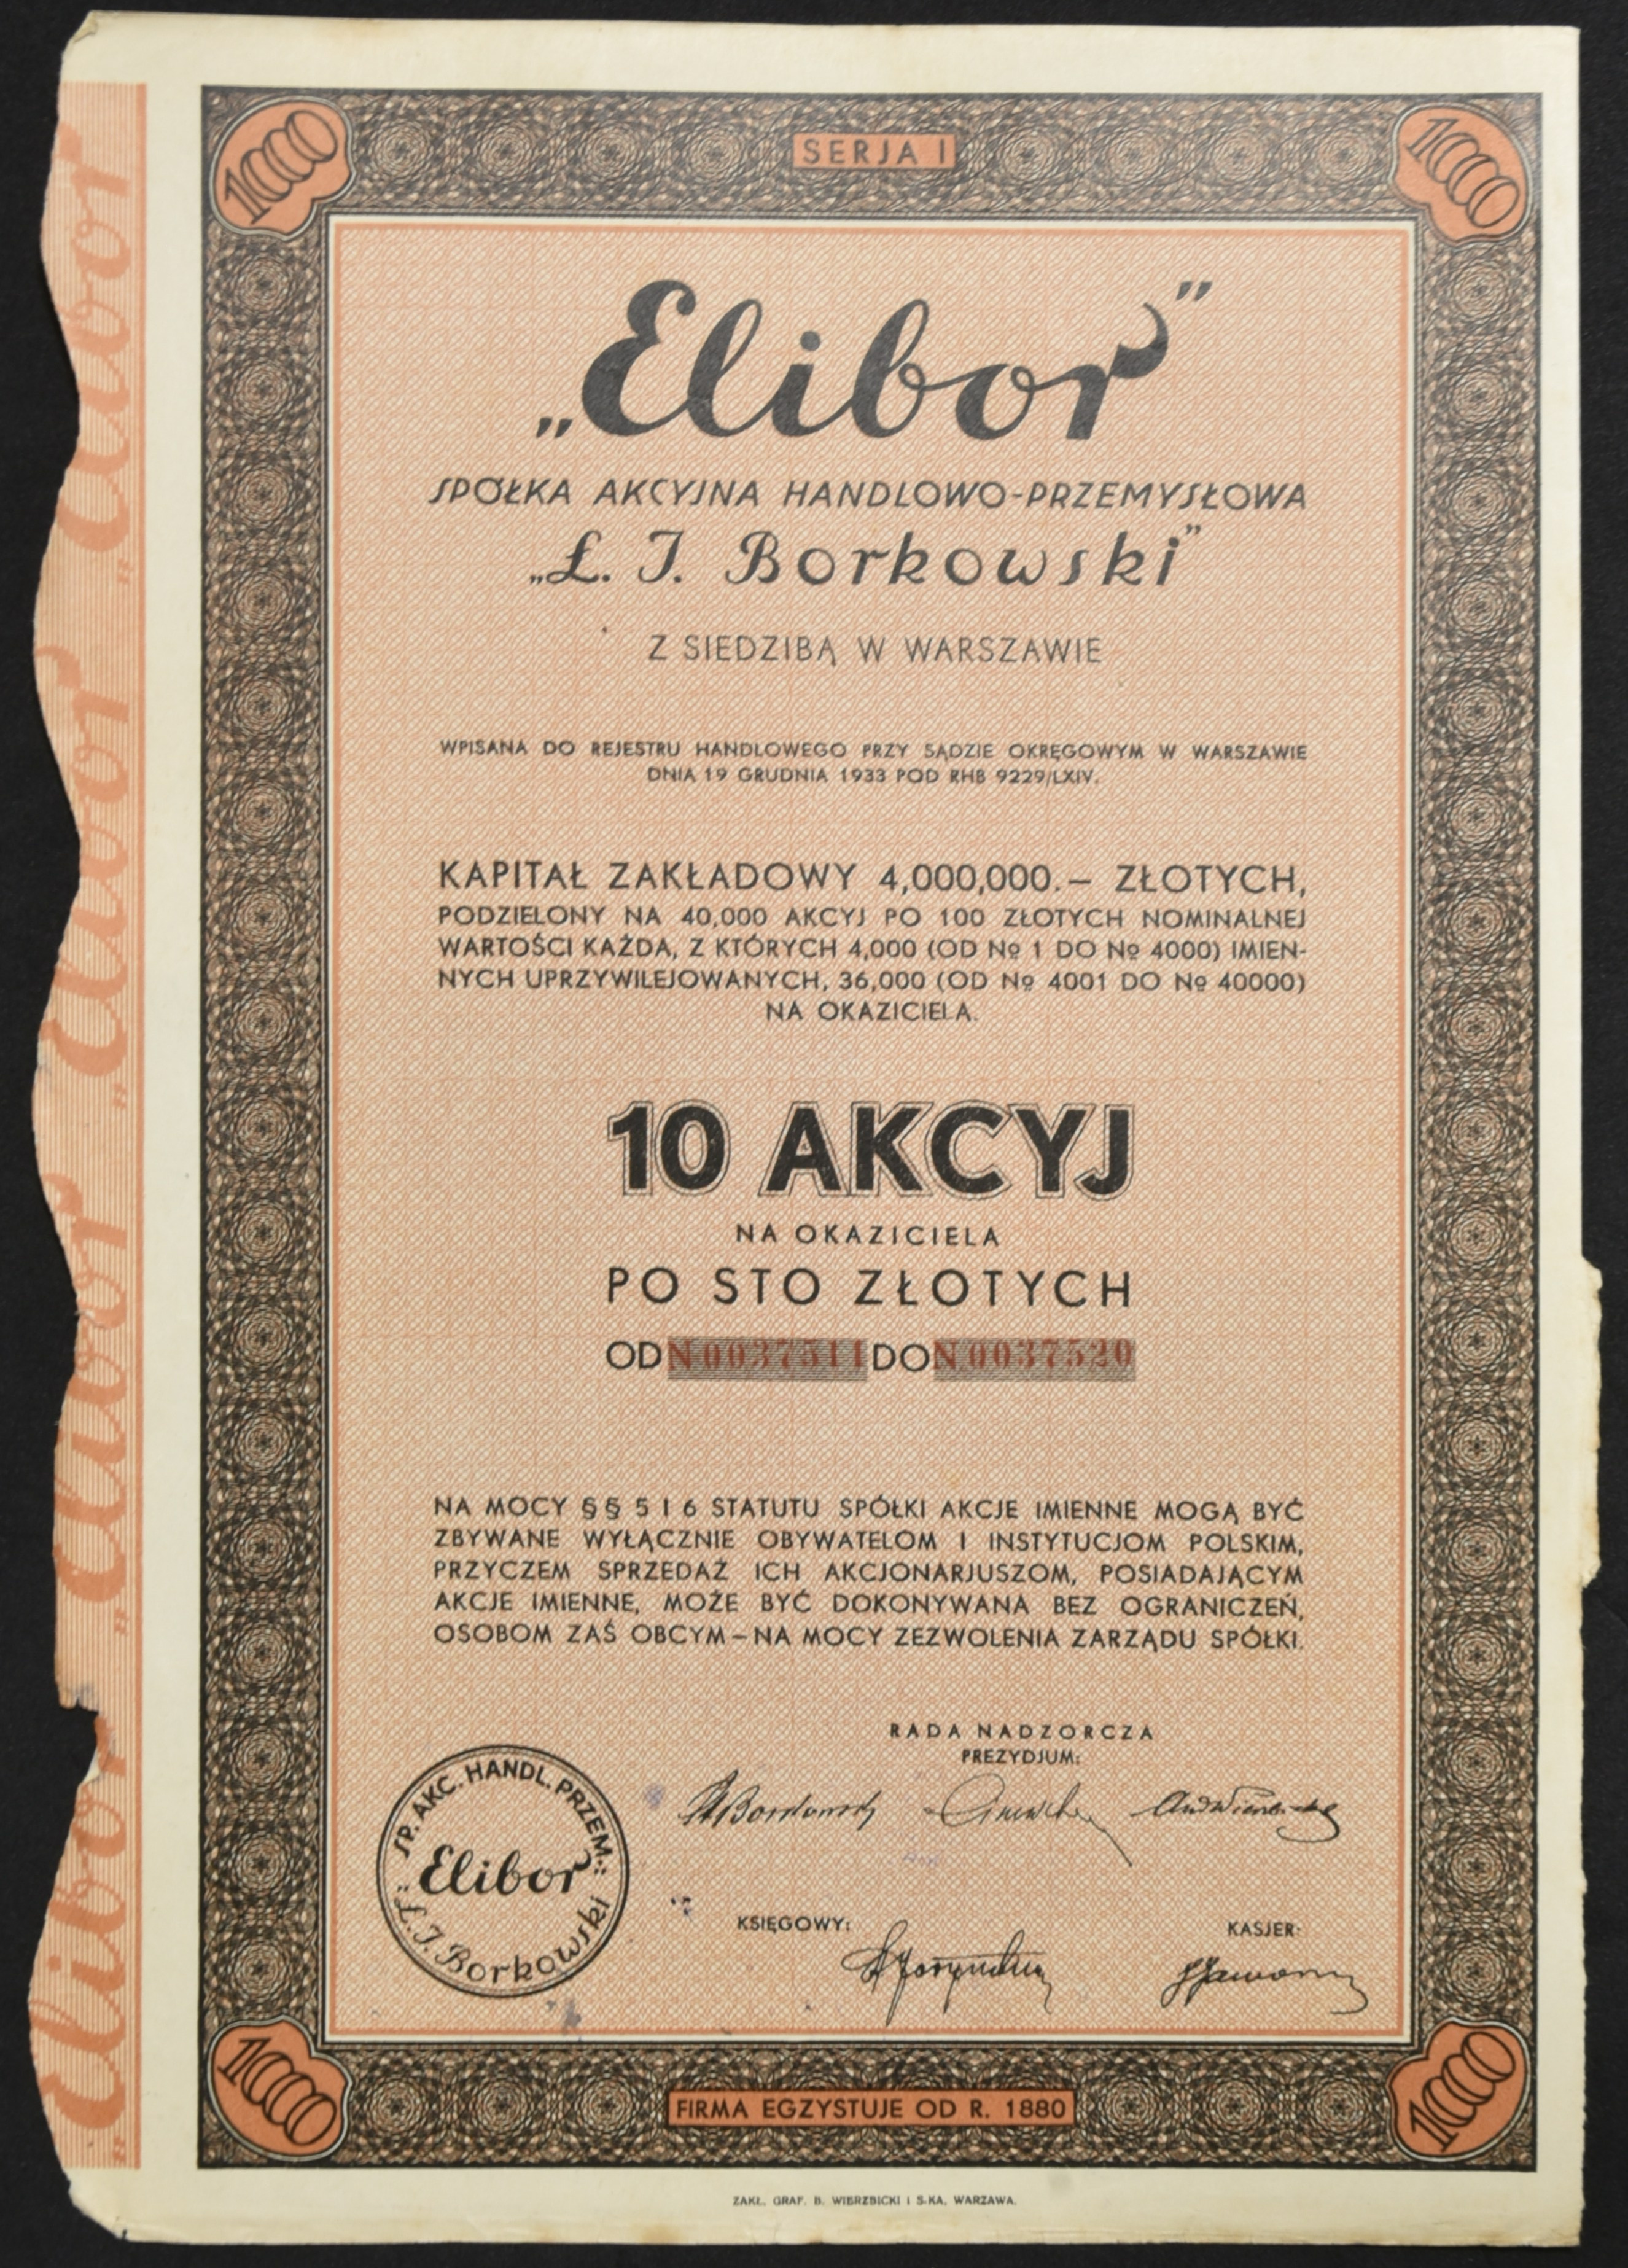 SERJA I
1000
1000
„Elibor”
SPÓŁKA AKCYJNA HANDLOWO-PRZEMYSŁOWA
„Ł. J. Borkowski”
Z SIEDZIBĄ W WARSZAWIE
WPISANA DO REJESTRU HANDLOWEGO PRZY SĄDZIE OKRĘGOWYM W WARSZAWIE
DNIA 19 GRUDNIA 1933 POD RHB 9229/LXIV.
KAPITAŁ ZAKŁADOWY 4,000,000.— ZŁOTYCH,
PODZIELONY NA 40,000 AKCYJ PO 100 ZŁOTYCH NOMINALNEJ
WARTOŚCI KAŻDA, Z KTÓRYCH 4,000 (OD № 1 DO № 4000) IMIEN-
NYCH UPRZYWILEJOWANYCH, 36,000 (OD № 4001 DO № 40000)
NA OKAZICIELA.
10 AKCYJ
NA OKAZICIELA
PO STO ZŁOTYCH
OD N 0037511 DO N 0037520
NA MOCY §§ 5 I 6 STATUTU SPÓŁKI AKCJE IMIENNE MOGĄ BYĆ
ZBYWANE WYŁĄCZNIE OBYWATELOM I INSTYTUCJOM POLSKIM,
PRZYCZEM SPRZEDAŻ ICH AKCJONARJUSZOM, POSIADAJĄCYM
AKCJE IMIENNE, MOŻE BYĆ DOKONYWANA BEZ OGRANICZEŃ,
OSOBOM ZAŚ OBCYM – NA MOCY ZEZWOLENIA ZARZĄDU SPÓŁKI.
RADA NADZORCZA
PREZYDJUM:
SP. AKC. HANDL. PRZEM.:
„Elibor”
Ł. J. Borkowski
KSIĘGOWY:
KASJER:
1000
1000
FIRMA EGZYSTUJE OD R. 1880
ZAKŁ. GRAF. B. WIERZBICKI I S-KA, WARZAWA.
„Elibor”
„Elibor”
„Elibor”
„Elibor”